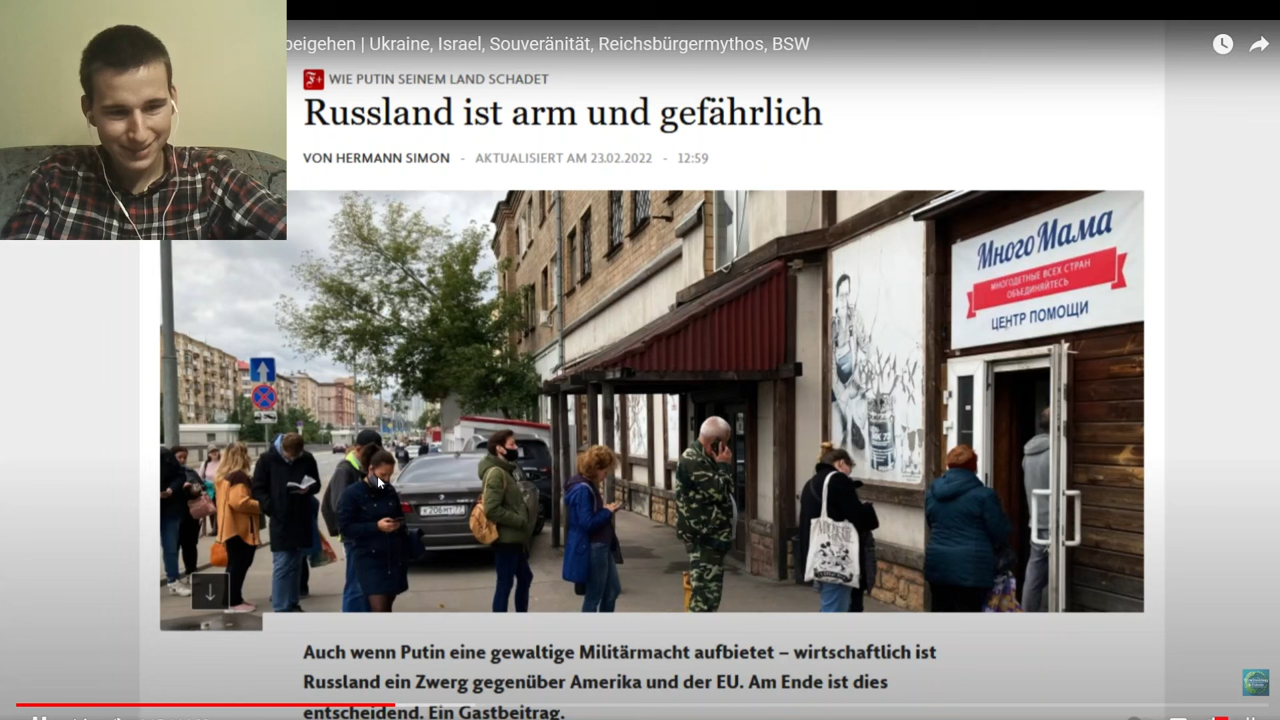 beigehen | Ukraine, Israel, Souveränität, Reichsbürgermythos, BSW
F+ WIE PUTIN SEINEM LAND SCHADET
Russland ist arm und gefährlich
VON HERMANN SIMON - AKTUALISIERT AM 23.02.2022 - 12:59
МногоМама
МНОГОДЕТНЫЕ ВСЕХ СТРАН
ОБЪЕДИНЯЙТЕСЬ
ЦЕНТР ПОМОЩИ
Auch wenn Putin eine gewaltige Militärmacht aufbietet – wirtschaftlich ist
Russland ein Zwerg gegenüber Amerika und der EU. Am Ende ist dies
entscheidend. Ein Gastbeitrag.